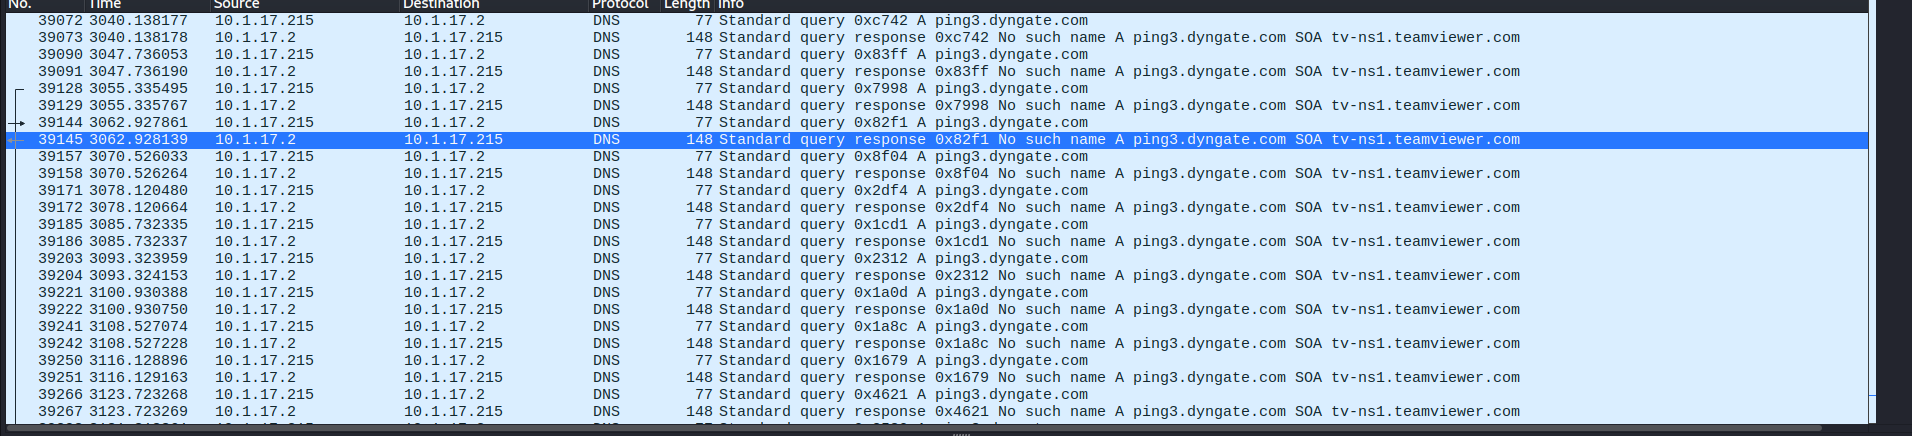 No. Time Source Destination Protocol Length Info
39072 3040.138177 10.1.17.215 10.1.17.2 DNS 77 Standard query 0xc742 A ping3.dyngate.com
39073 3040.138178 10.1.17.2 10.1.17.215 DNS 148 Standard query response 0xc742 No such name A ping3.dyngate.com SOA tv-ns1.teamviewer.com
39090 3047.736053 10.1.17.215 10.1.17.2 DNS 77 Standard query 0x83ff A ping3.dyngate.com
39091 3047.736190 10.1.17.2 10.1.17.215 DNS 148 Standard query response 0x83ff No such name A ping3.dyngate.com SOA tv-ns1.teamviewer.com
39128 3055.335495 10.1.17.215 10.1.17.2 DNS 77 Standard query 0x7998 A ping3.dyngate.com
39129 3055.335767 10.1.17.2 10.1.17.215 DNS 148 Standard query response 0x7998 No such name A ping3.dyngate.com SOA tv-ns1.teamviewer.com
39144 3062.927861 10.1.17.215 10.1.17.2 DNS 77 Standard query 0x82f1 A ping3.dyngate.com
39145 3062.928139 10.1.17.2 10.1.17.215 DNS 148 Standard query response 0x82f1 No such name A ping3.dyngate.com SOA tv-ns1.teamviewer.com
39157 3070.526033 10.1.17.215 10.1.17.2 DNS 77 Standard query 0x8f04 A ping3.dyngate.com
39158 3070.526264 10.1.17.2 10.1.17.215 DNS 148 Standard query response 0x8f04 No such name A ping3.dyngate.com SOA tv-ns1.teamviewer.com
39171 3078.120480 10.1.17.215 10.1.17.2 DNS 77 Standard query 0x2df4 A ping3.dyngate.com
39172 3078.120664 10.1.17.2 10.1.17.215 DNS 148 Standard query response 0x2df4 No such name A ping3.dyngate.com SOA tv-ns1.teamviewer.com
39185 3085.732335 10.1.17.215 10.1.17.2 DNS 77 Standard query 0x1cd1 A ping3.dyngate.com
39186 3085.732337 10.1.17.2 10.1.17.215 DNS 148 Standard query response 0x1cd1 No such name A ping3.dyngate.com SOA tv-ns1.teamviewer.com
39203 3093.323959 10.1.17.215 10.1.17.2 DNS 77 Standard query 0x2312 A ping3.dyngate.com
39204 3093.324153 10.1.17.2 10.1.17.215 DNS 148 Standard query response 0x2312 No such name A ping3.dyngate.com SOA tv-ns1.teamviewer.com
39221 3100.930388 10.1.17.215 10.1.17.2 DNS 77 Standard query 0x1a0d A ping3.dyngate.com
39222 3100.930750 10.1.17.2 10.1.17.215 DNS 148 Standard query response 0x1a0d No such name A ping3.dyngate.com SOA tv-ns1.teamviewer.com
39241 3108.527074 10.1.17.215 10.1.17.2 DNS 77 Standard query 0x1a8c A ping3.dyngate.com
39242 3108.527228 10.1.17.2 10.1.17.215 DNS 148 Standard query response 0x1a8c No such name A ping3.dyngate.com SOA tv-ns1.teamviewer.com
39250 3116.128896 10.1.17.215 10.1.17.2 DNS 77 Standard query 0x1679 A ping3.dyngate.com
39251 3116.129163 10.1.17.2 10.1.17.215 DNS 148 Standard query response 0x1679 No such name A ping3.dyngate.com SOA tv-ns1.teamviewer.com
39266 3123.723268 10.1.17.215 10.1.17.2 DNS 77 Standard query 0x4621 A ping3.dyngate.com
39267 3123.723269 10.1.17.2 10.1.17.215 DNS 148 Standard query response 0x4621 No such name A ping3.dyngate.com SOA tv-ns1.teamviewer.com